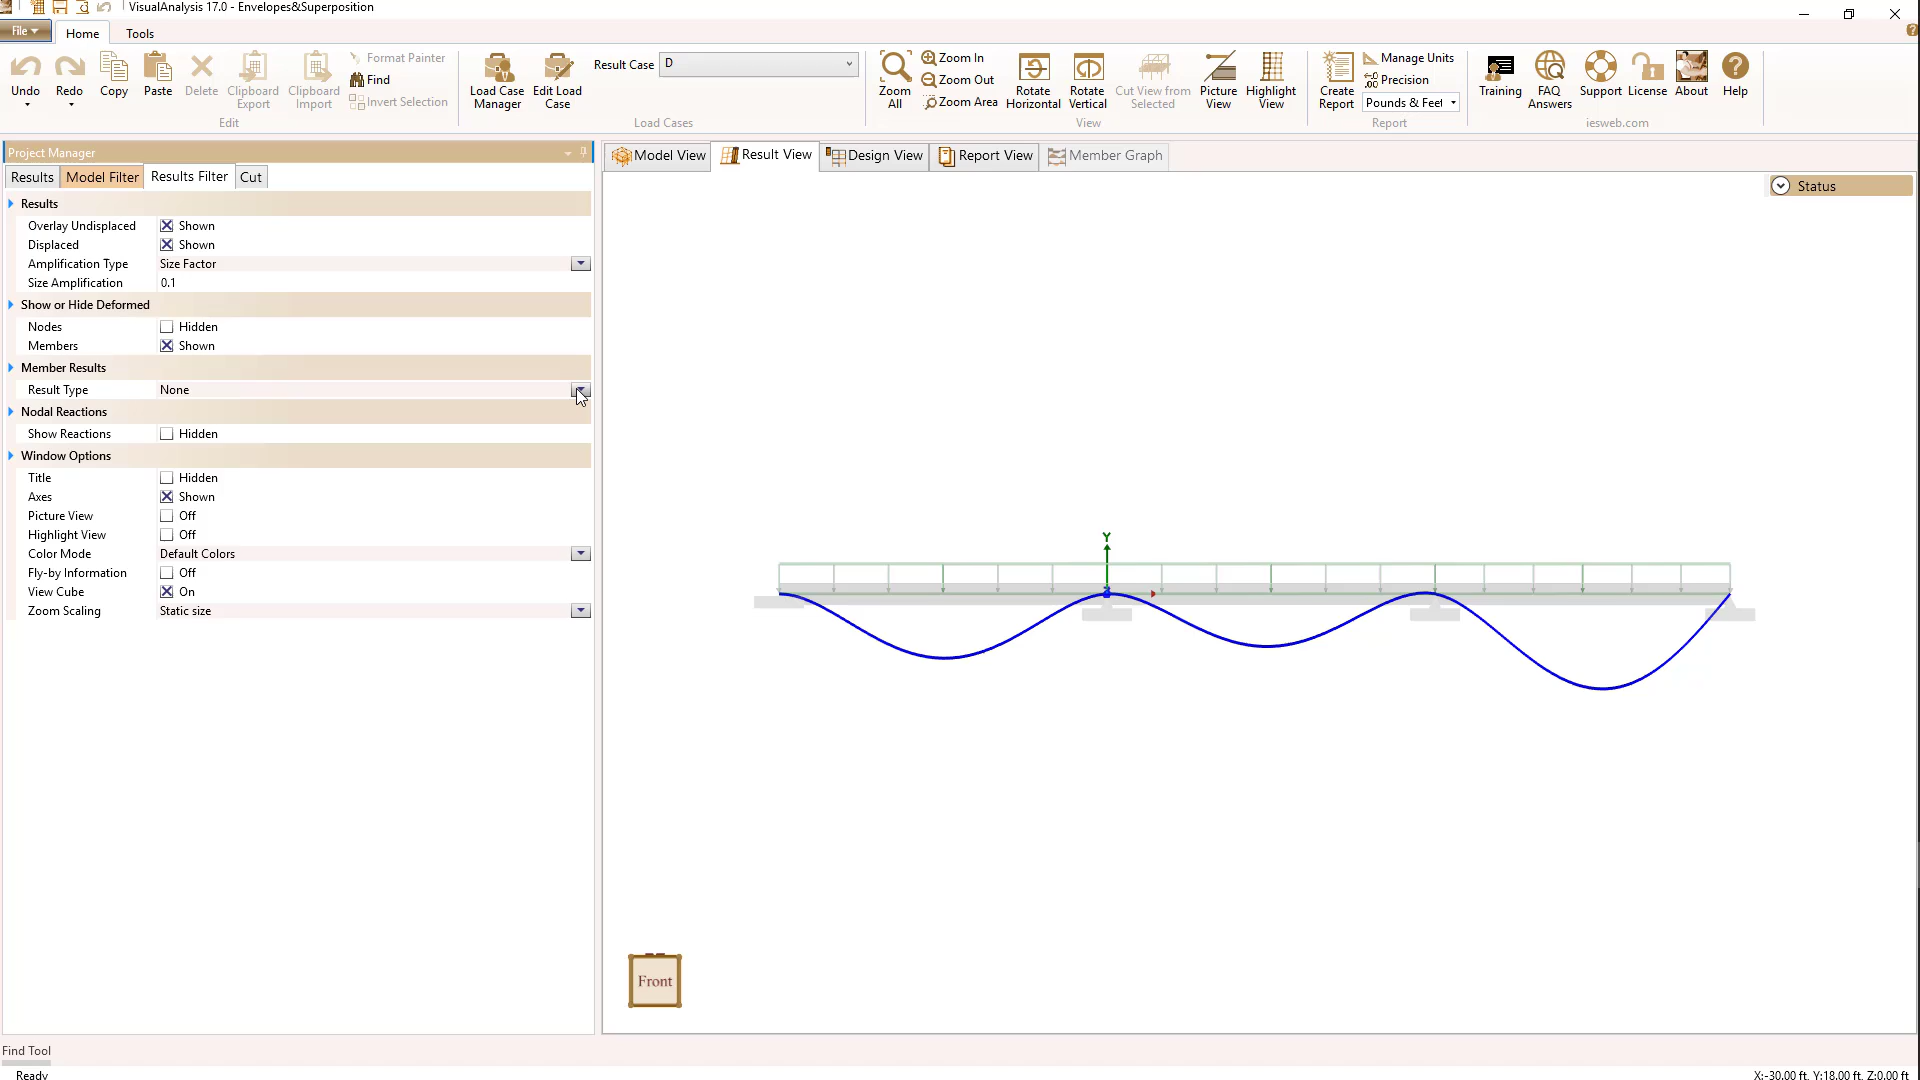 VisualAnalysis 17.0 - Envelopes&Superposition
File
Home
Tools
Undo
Redo
Copy
Paste
Delete
Clipboard Export
Clipboard Import
Format Painter
Find
Invert Selection
Edit
Load Case Manager
Edit Load Case
Result Case
D
Load Cases
Zoom All
Zoom In
Zoom Out
Zoom Area
Rotate Horizontal
Rotate Vertical
Cut View from Selected
Picture View
Highlight View
View
Create Report
Manage Units
Precision
Pounds & Feet
Report
Training
FAQ Answers
Support
License
About
Help
iesweb.com
Project Manager
Results
Model Filter
Results Filter
Cut
Results
Overlay Undisplaced Shown
Displaced Shown
Amplification Type Size Factor
Size Amplification 0.1
Show or Hide Deformed
Nodes Hidden
Members Shown
Member Results
Result Type None
Nodal Reactions
Show Reactions Hidden
Window Options
Title Hidden
Axes Shown
Picture View Off
Highlight View Off
Color Mode Default Colors
Fly-by Information Off
View Cube On
Zoom Scaling Static size
Model View
Result View
Design View
Report View
Member Graph
Status
Y
Front
Find Tool
Ready
X:-30.00 ft, Y:18.00 ft, Z:0.00 ft